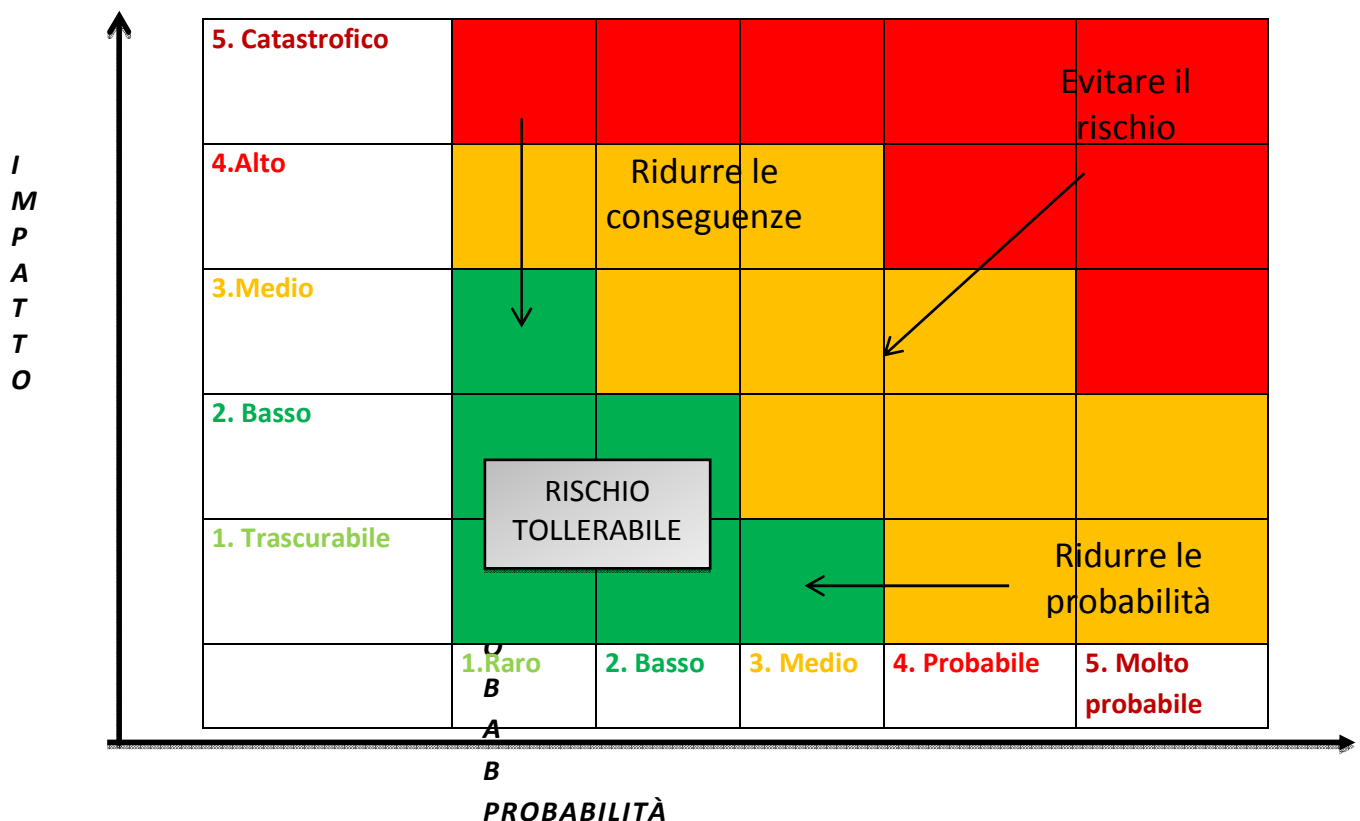 5. Catastrofico
Evitare il
rischio
I
M
P
A
T
T
O
4.Alto
Ridurre le
conseguenze
3.Medio
2. Basso
RISCHIO
TOLLERABILE
1. Trascurabile
Ridurre le
probabilità
1.Raro
2. Basso
3. Medio
4. Probabile
5. Molto
probabile
O
B
A
B
PROBABILITÀ